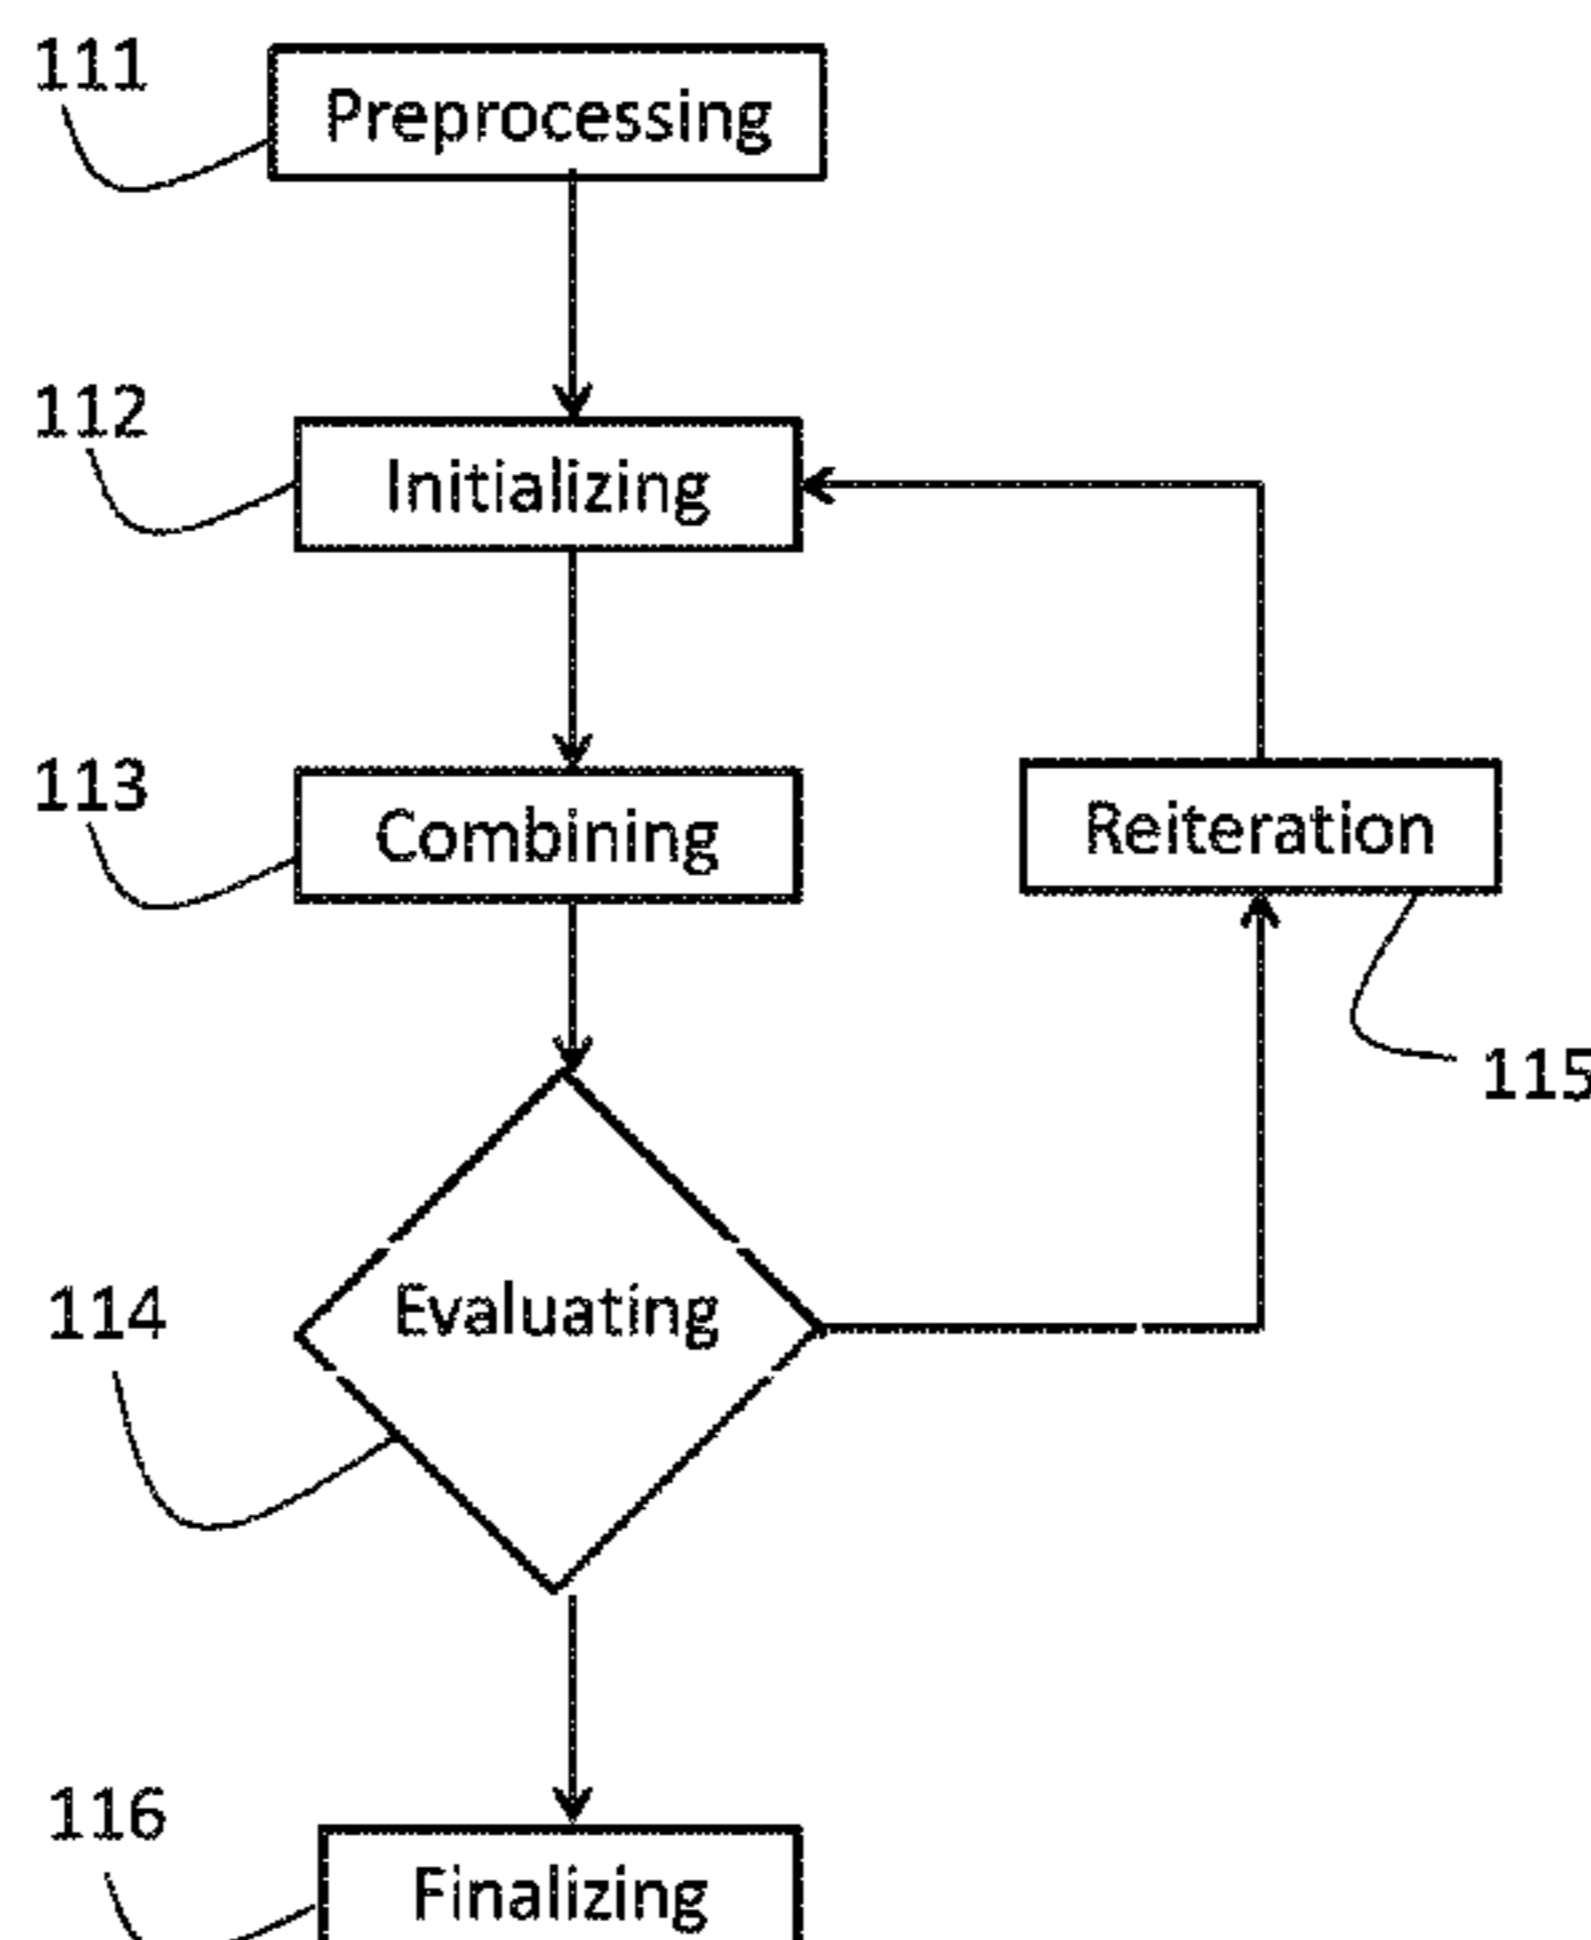 111
Preprocessing
112
Initializing
113
Combining
Reiteration
115
114
Evaluating
116
Finalizing